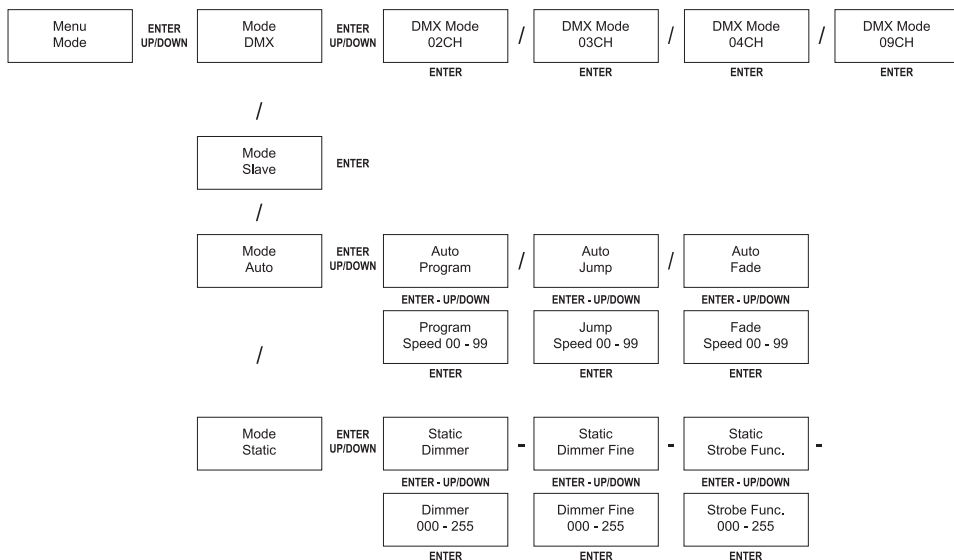 Menu
Mode
ENTER
UP/DOWN
Mode
DMX
ENTER
UP/DOWN
DMX Mode
02CH
ENTER
/
DMX Mode
03CH
ENTER
/
DMX Mode
04CH
ENTER
/
DMX Mode
09CH
ENTER
/
Mode
Slave
ENTER
/
Mode
Auto
ENTER
UP/DOWN
Auto
Program
/
Auto
Jump
/
Auto
Fade
ENTER - UP/DOWN
ENTER - UP/DOWN
ENTER - UP/DOWN
Program
Speed 00 - 99
ENTER
Jump
Speed 00 - 99
ENTER
Fade
Speed 00 - 99
ENTER
/
Mode
Static
ENTER
UP/DOWN
Static
Dimmer
-
Static
Dimmer Fine
-
Static
Strobe Func.
-
ENTER - UP/DOWN
ENTER - UP/DOWN
ENTER - UP/DOWN
Dimmer
000 - 255
ENTER
Dimmer Fine
000 - 255
ENTER
Strobe Func.
000 - 255
ENTER